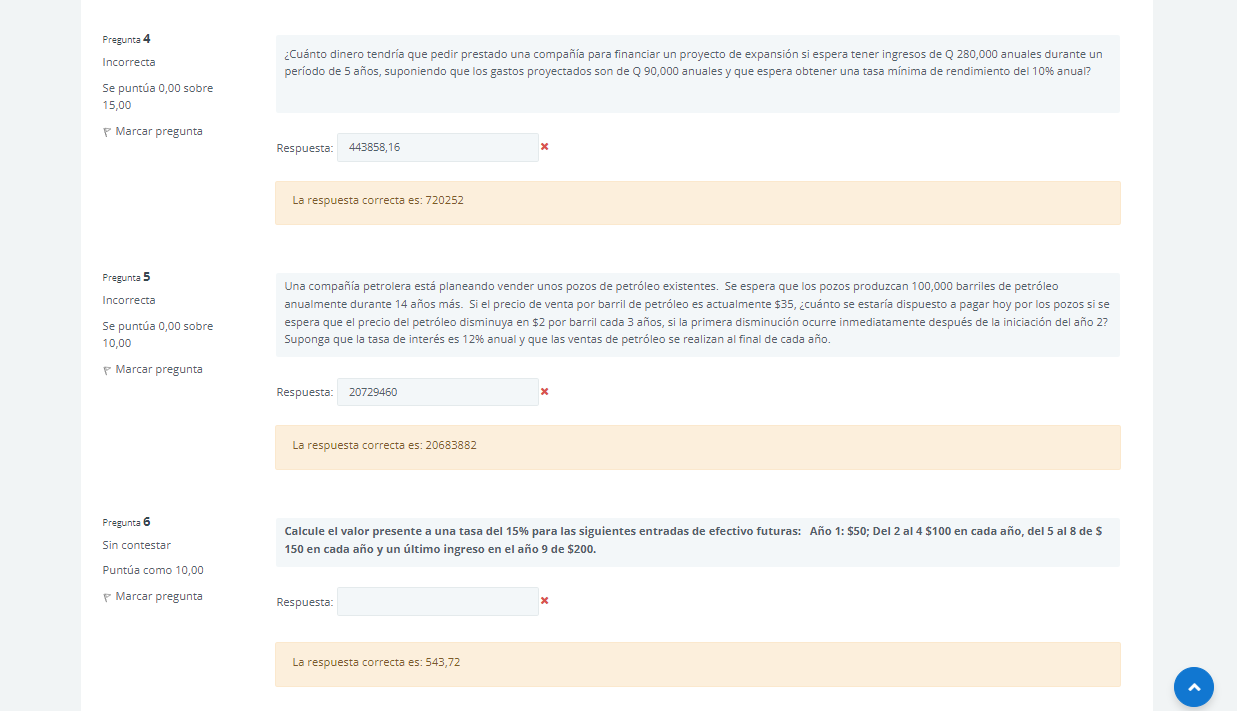 Pregunta 4
Incorrecta
Se puntúa 0,00 sobre
15,00
Marcar pregunta
¿Cuánto dinero tendría que pedir prestado una compañía para financiar un proyecto de expansión si espera tener ingresos de Q 280,000 anuales durante un
período de 5 años, suponiendo que los gastos proyectados son de Q 90,000 anuales y que espera obtener una tasa mínima de rendimiento del 10% anual?
Respuesta: 443858,16
La respuesta correcta es: 720252
Pregunta 5
Incorrecta
Se puntúa 0,00 sobre
10,00
Marcar pregunta
Una compañía petrolera está planeando vender unos pozos de petróleo existentes. Se espera que los pozos produzcan 100,000 barriles de petróleo
anualmente durante 14 años más. Si el precio de venta por barril de petróleo es actualmente $35, ¿cuánto se estaría dispuesto a pagar hoy por los pozos si se
espera que el precio del petróleo disminuya en $2 por barril cada 3 años, si la primera disminución ocurre inmediatamente después de la iniciación del año 2?
Suponga que la tasa de interés es 12% anual y que las ventas de petróleo se realizan al final de cada año.
Respuesta: 20729460
La respuesta correcta es: 20683882
Pregunta 6
Sin contestar
Puntúa como 10,00
Marcar pregunta
Calcule el valor presente a una tasa del 15% para las siguientes entradas de efectivo futuras: Año 1: $50; Del 2 al 4 $100 en cada año, del 5 al 8 de $
150 en cada año y un último ingreso en el año 9 de $200.
Respuesta:
La respuesta correcta es: 543,72